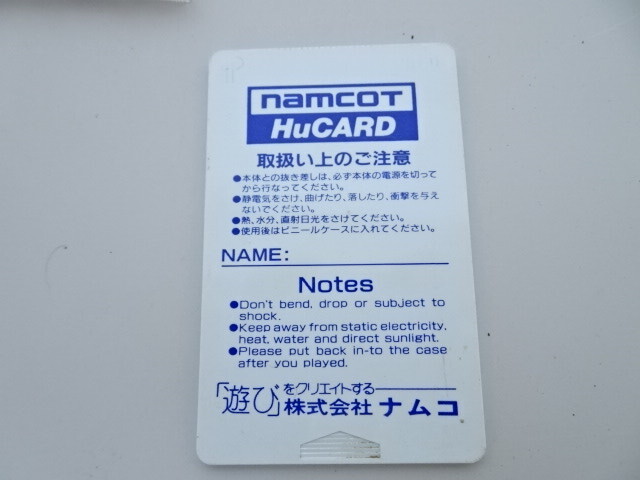 namcoT
HuCARD
取扱い上のご注意
●本体との抜き差しは、必ず本体の電源を切って
から行なってください。
●静電気をさけ、曲げたり、落したり、衝撃を与え
ないでください。
●熱、水分、直射日光をさけてください。
●使用後はビニールケースに入れてください。
NAME:
Notes
●Don't bend, drop or subject to
shock.
●Keep away from static electricity,
heat, water and direct sunlight.
●Please put back in-to the case
after you played.
「遊び」をクリエイトする
株式会社 ナムコ